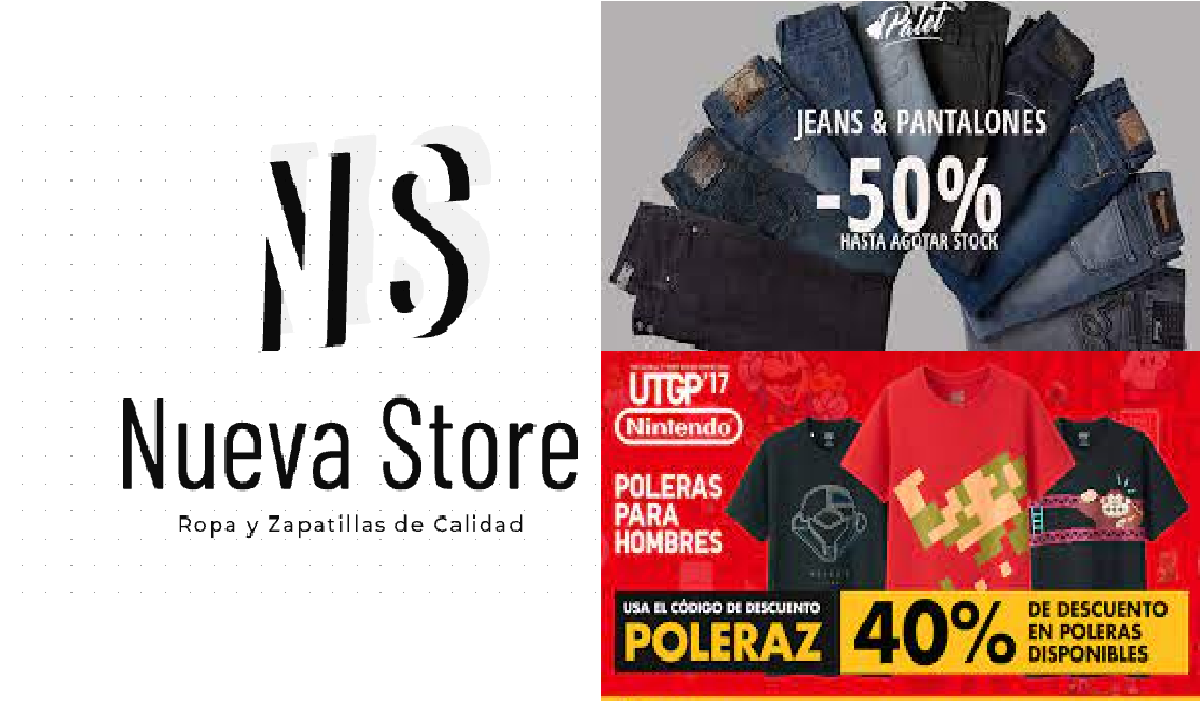 NS
Nueva Store
Ropa y Zapatillas de Calidad
Palet
JEANS & PANTALONES
-50%
HASTA AGOTAR STOCK
UTGP'17
Nintendo
POLERAS
PARA
HOMBRES
USA EL CÓDIGO DE DESCUENTO
POLERAZ
40%
DE DESCUENTO
EN POLERAS
DISPONIBLES